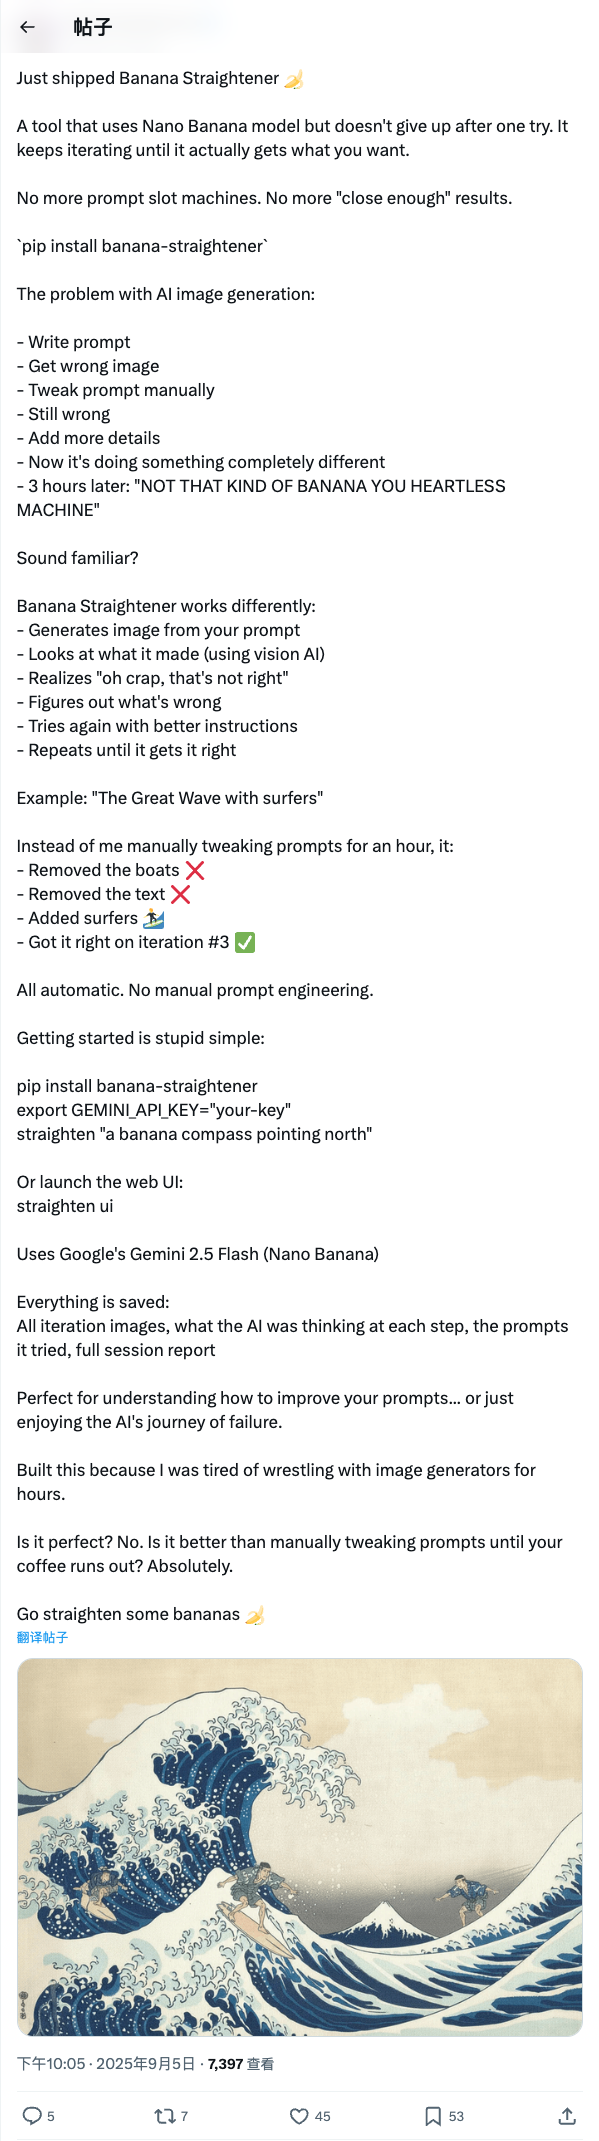 帖子
Just shipped Banana Straightener 🍌
A tool that uses Nano Banana model but doesn't give up after one try. It
keeps iterating until it actually gets what you want.
No more prompt slot machines. No more "close enough" results.
`pip install banana-straightener`
The problem with AI image generation:
- Write prompt
- Get wrong image
- Tweak prompt manually
- Still wrong
- Add more details
- Now it's doing something completely different
- 3 hours later: "NOT THAT KIND OF BANANA YOU HEARTLESS
MACHINE"
Sound familiar?
Banana Straightener works differently:
- Generates image from your prompt
- Looks at what it made (using vision AI)
- Realizes "oh crap, that's not right"
- Figures out what's wrong
- Tries again with better instructions
- Repeats until it gets it right
Example: "The Great Wave with surfers"
Instead of me manually tweaking prompts for an hour, it:
- Removed the boats ❌
- Removed the text ❌
- Added surfers 🏄
- Got it right on iteration #3 ✅
All automatic. No manual prompt engineering.
Getting started is stupid simple:
pip install banana-straightener
export GEMINI_API_KEY="your-key"
straighten "a banana compass pointing north"
Or launch the web UI:
straighten ui
Uses Google's Gemini 2.5 Flash (Nano Banana)
Everything is saved:
All iteration images, what the AI was thinking at each step, the prompts
it tried, full session report
Perfect for understanding how to improve your prompts... or just
enjoying the AI's journey of failure.
Built this because I was tired of wrestling with image generators for
hours.
Is it perfect? No. Is it better than manually tweaking prompts until your
coffee runs out? Absolutely.
Go straighten some bananas 🍌
翻译帖子
下午10:05 · 2025年9月5日 · 7,397 查看
5 7 45 53